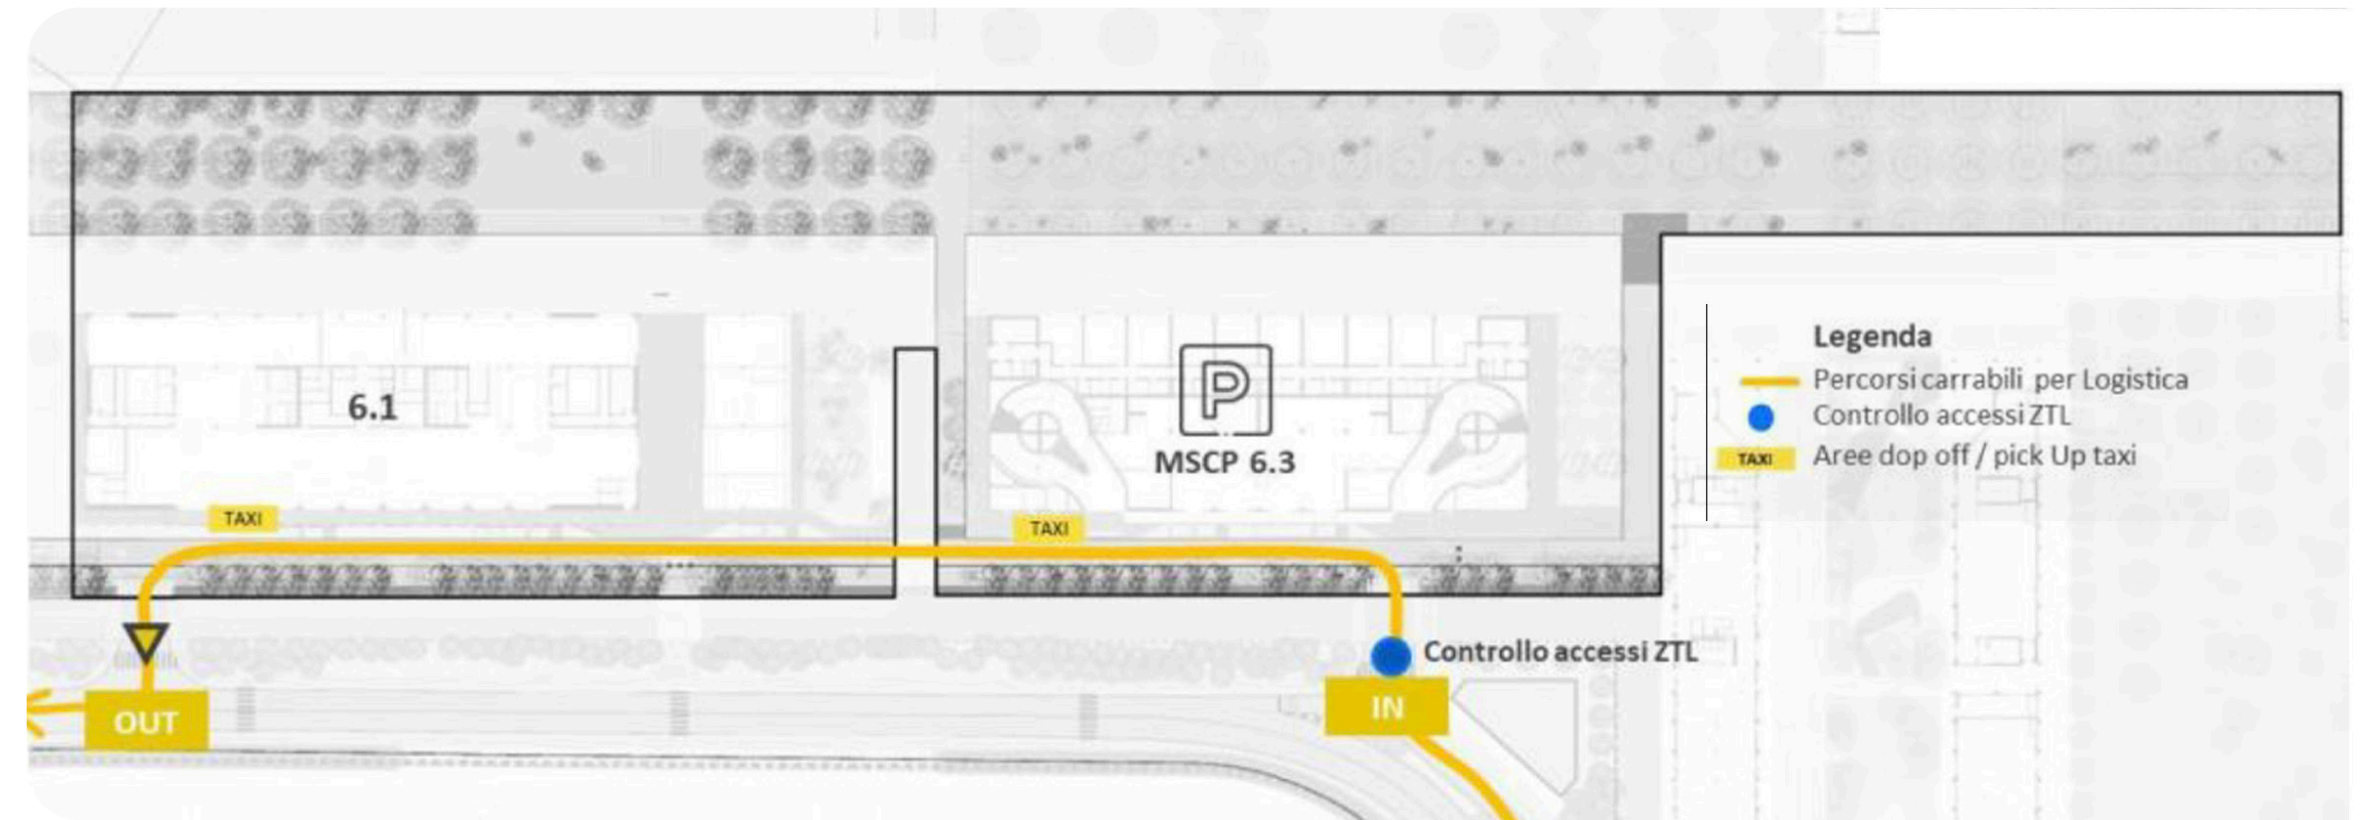 Legenda
Percorsi carrabili per Logistica
Controllo accessi ZTL
TAXI Aree dop off / pick Up taxi
6.1
P
MSCP 6.3
TAXI
TAXI
Controllo accessi ZTL
OUT
IN